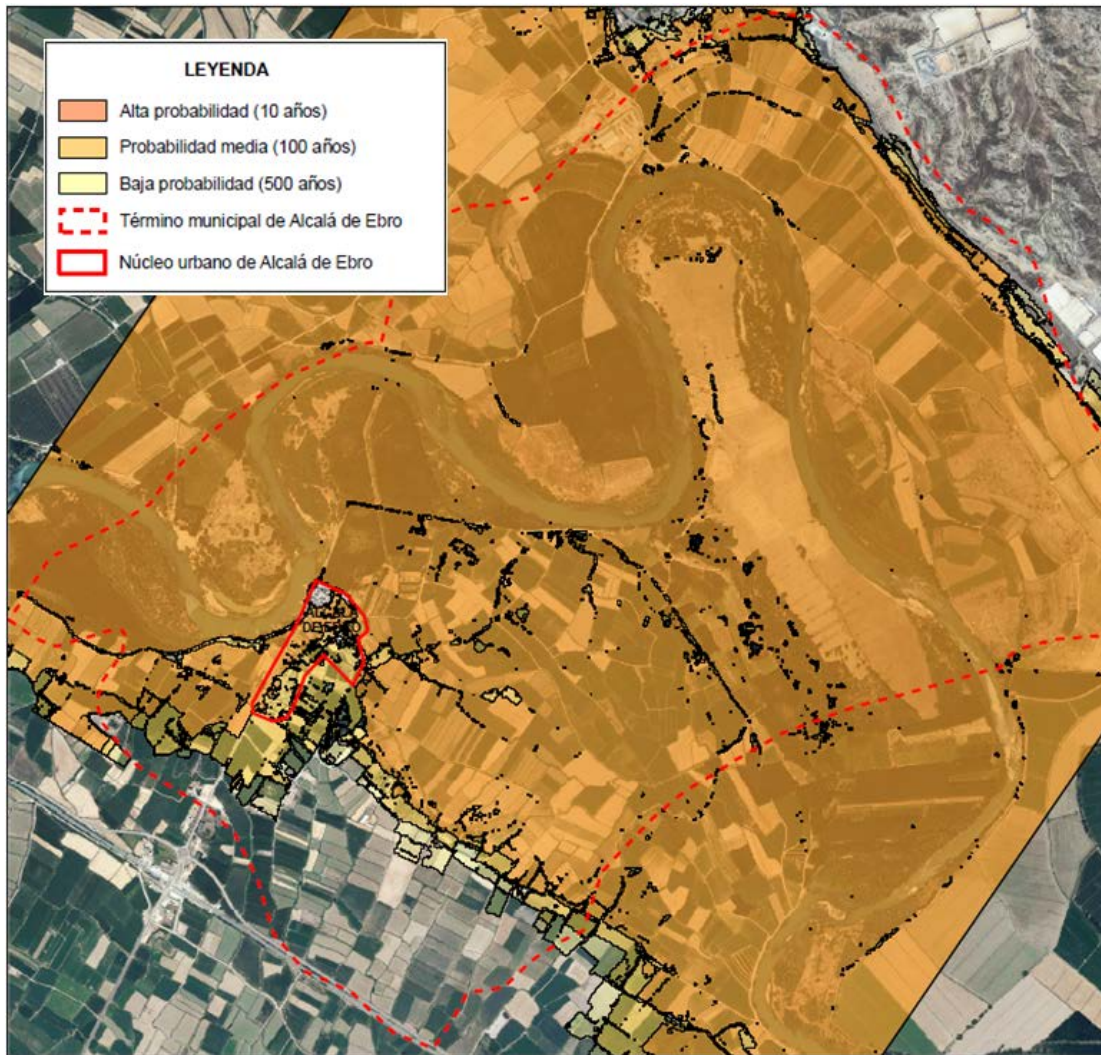 LEYENDA
Alta probabilidad (10 años)
Probabilidad media (100 años)
Baja probabilidad (500 años)
Término municipal de Alcalá de Ebro
Núcleo urbano de Alcalá de Ebro